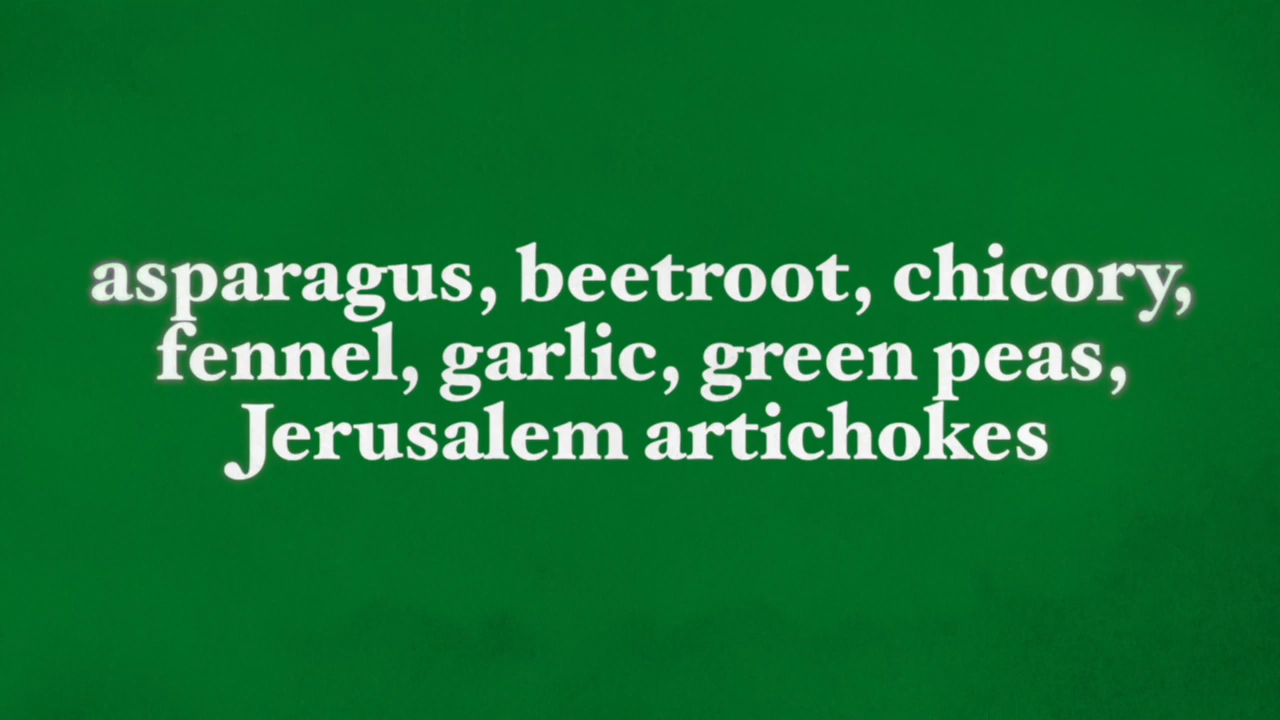 asparagus, beetroot, chicory,
fennel, garlic, green peas,
Jerusalem artichokes